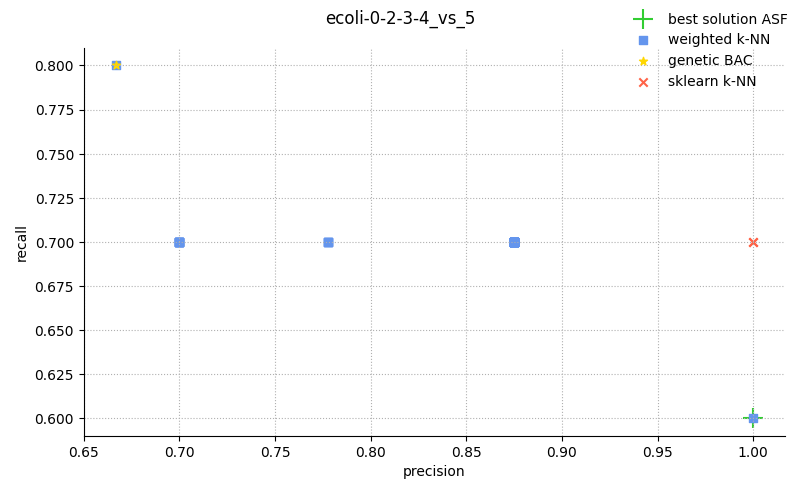 ecoli-0-2-3-4_vs_5
best solution ASF
weighted k-NN
genetic BAC
sklearn k-NN
0.800
0.775
0.750
0.725
0.700
0.675
0.650
0.625
0.600
recall
0.65 0.70 0.75 0.80 0.85 0.90 0.95 1.00
precision